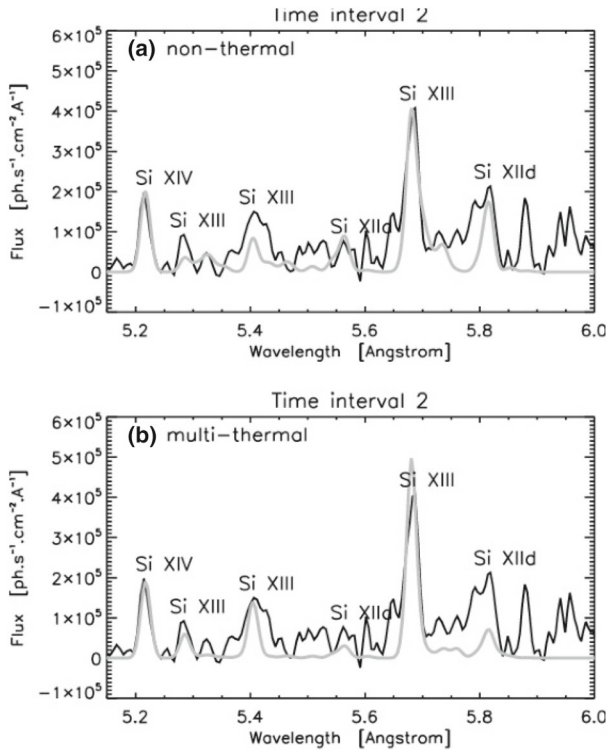 Time interval 2
(a) non-thermal
6×10⁵
5×10⁵
4×10⁵
3×10⁵
2×10⁵
1×10⁵
0
−1×10⁵
Flux [ph.s⁻¹.cm⁻².A⁻¹]
Si XIV
Si XIII
Si XIII
Si XIId
Si XIII
Si XIId
5.2 5.4 5.6 5.8 6.0
Wavelength [Angstrom]
Time interval 2
(b) multi-thermal
6×10⁵
5×10⁵
4×10⁵
3×10⁵
2×10⁵
1×10⁵
0
−1×10⁵
Flux [ph.s⁻¹.cm⁻².A⁻¹]
Si XIV
Si XIII
Si XIII
Si XIId
Si XIII
Si XIId
5.2 5.4 5.6 5.8 6.0
Wavelength [Angstrom]